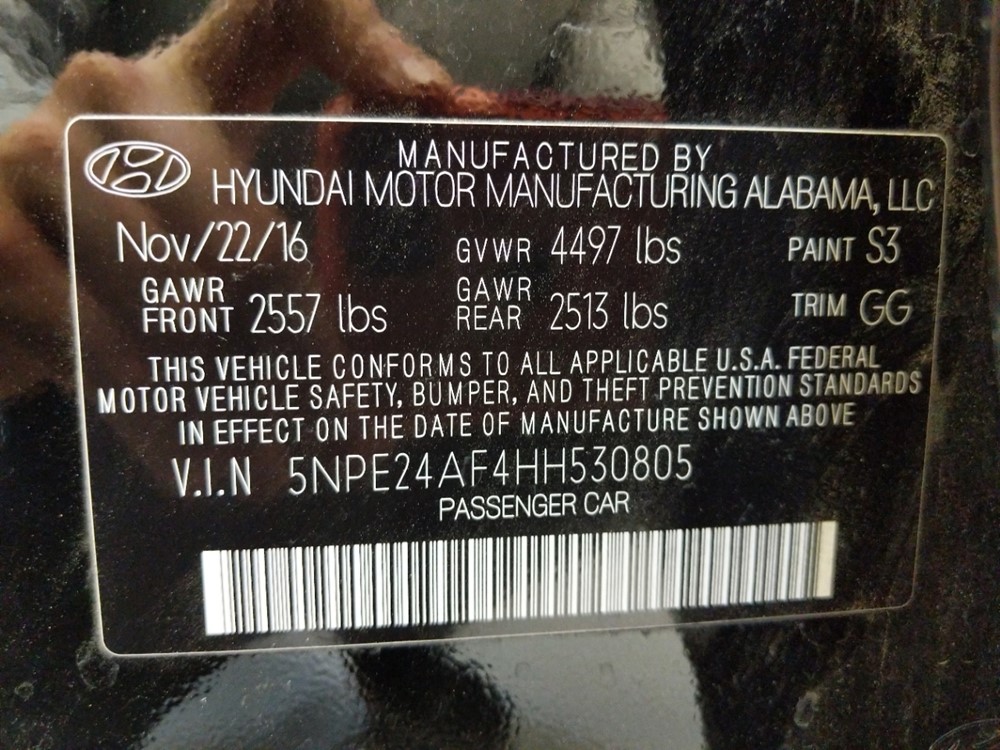 MANUFACTURED BY
HYUNDAI MOTOR MANUFACTURING ALABAMA, LLC
Nov/22/16 GVWR 4497 lbs PAINT S3
GAWR FRONT 2557 lbs GAWR REAR 2513 lbs TRIM GG
THIS VEHICLE CONFORMS TO ALL APPLICABLE U.S.A. FEDERAL
MOTOR VEHICLE SAFETY, BUMPER, AND THEFT PREVENTION STANDARDS
IN EFFECT ON THE DATE OF MANUFACTURE SHOWN ABOVE
V.I.N 5NPE24AF4HH530805
PASSENGER CAR